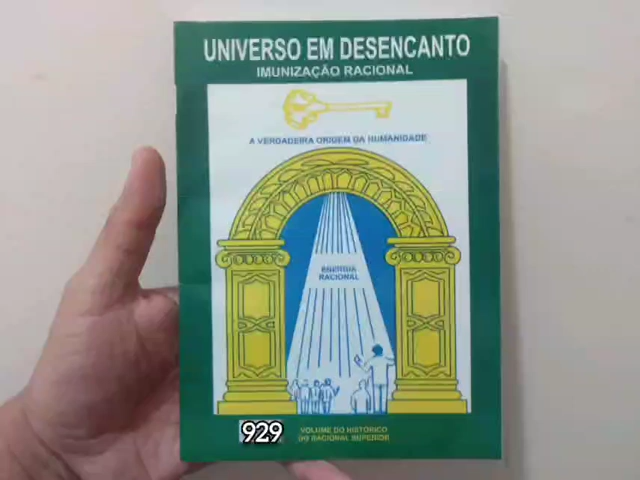 UNIVERSO EM DESENCANTO
IMUNIZAÇÃO RACIONAL
A VERDADEIRA ORIGEM DA HUMANIDADE
ENERGIA
RACIONAL
929
VOLUME DO HISTÓRICO
DO RACIONAL SUPERIOR